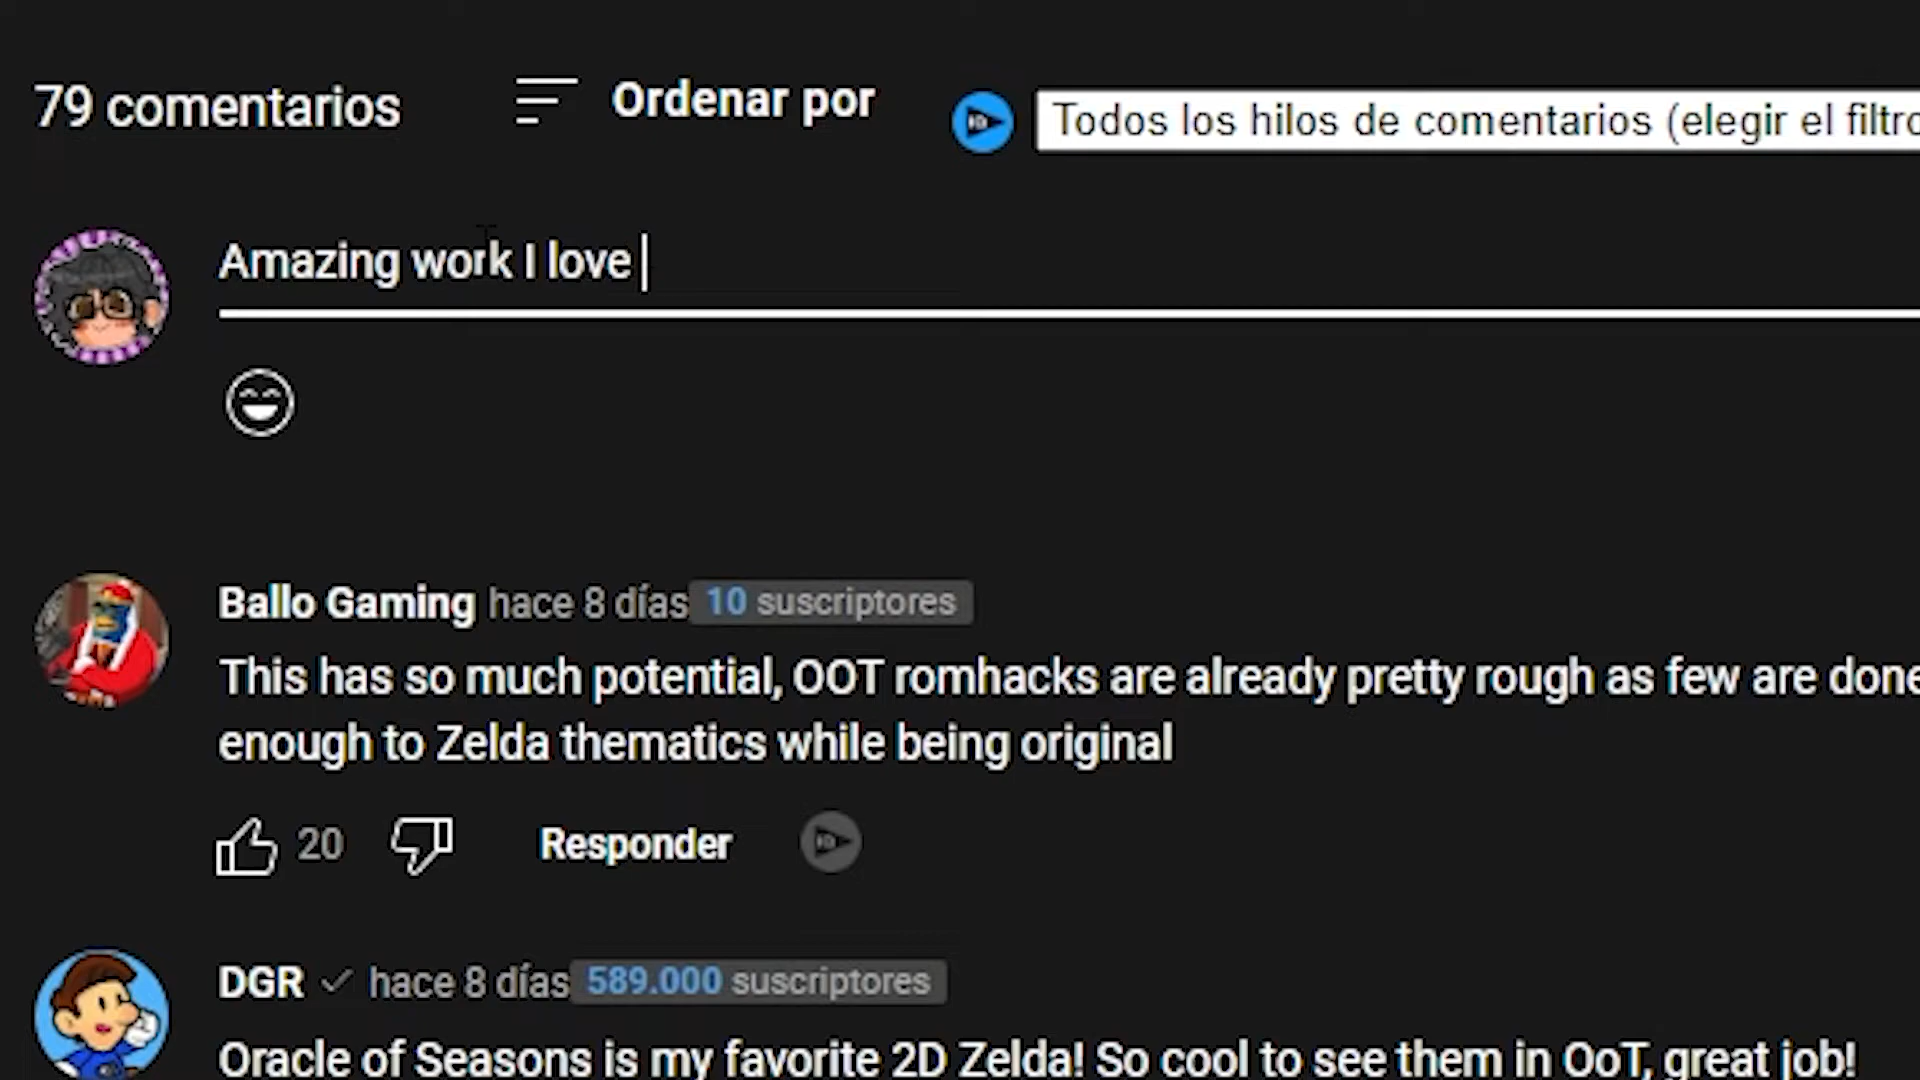 79 comentarios
Ordenar por
Todos los hilos de comentarios (elegir el filtro
Amazing work I love
Ballo Gaming hace 8 días 10 suscriptores
This has so much potential, OOT romhacks are already pretty rough as few are done
enough to Zelda thematics while being original
20
Responder
DGR hace 8 días 589.000 suscriptores
Oracle of Seasons is my favorite 2D Zelda! So cool to see them in OoT, great job!